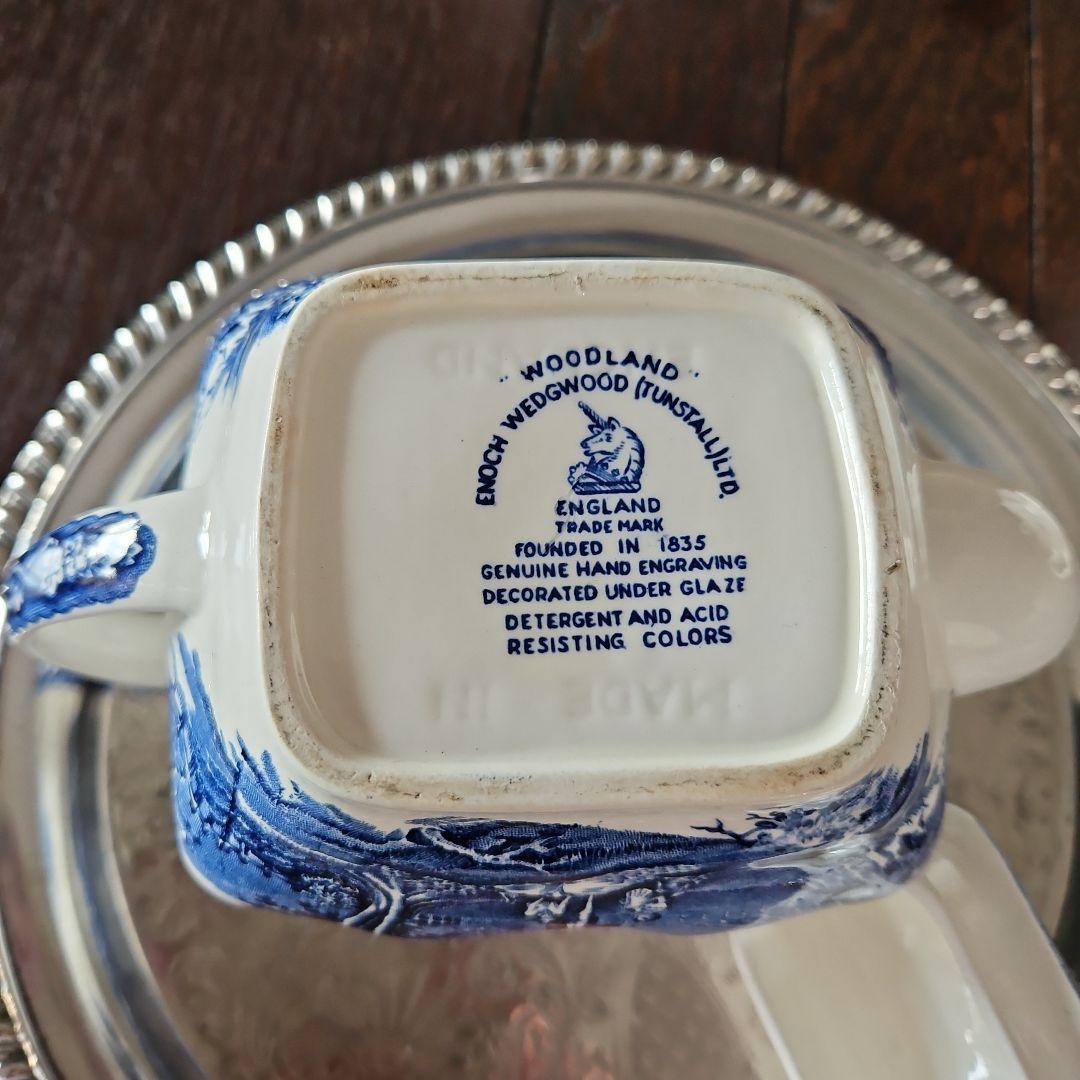 "WOODLAND"
ENOCH WEDGWOOD (TUNSTALL) LTD.
ENGLAND
TRADE MARK
FOUNDED IN 1835
GENUINE HAND ENGRAVING
DECORATED UNDER GLAZE
DETERGENT AND ACID
RESISTING COLORS